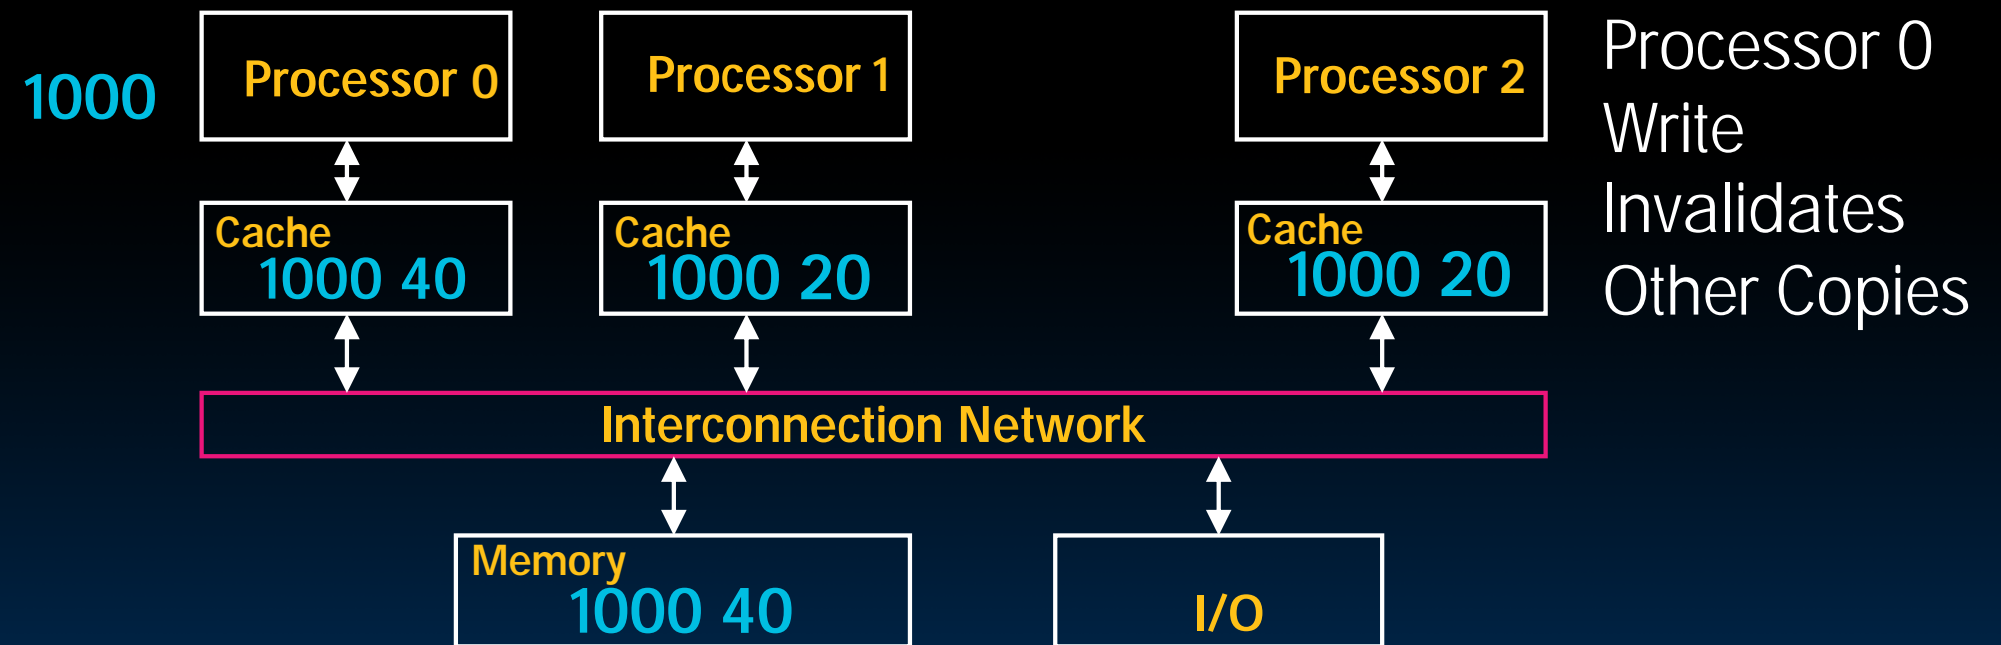 1000
Processor 0
Processor 1
Processor 2
Processor 0
Write
Invalidates
Other Copies
Cache
1000 40
Cache
1000 20
Cache
1000 20
Interconnection Network
Memory
1000 40
I/O